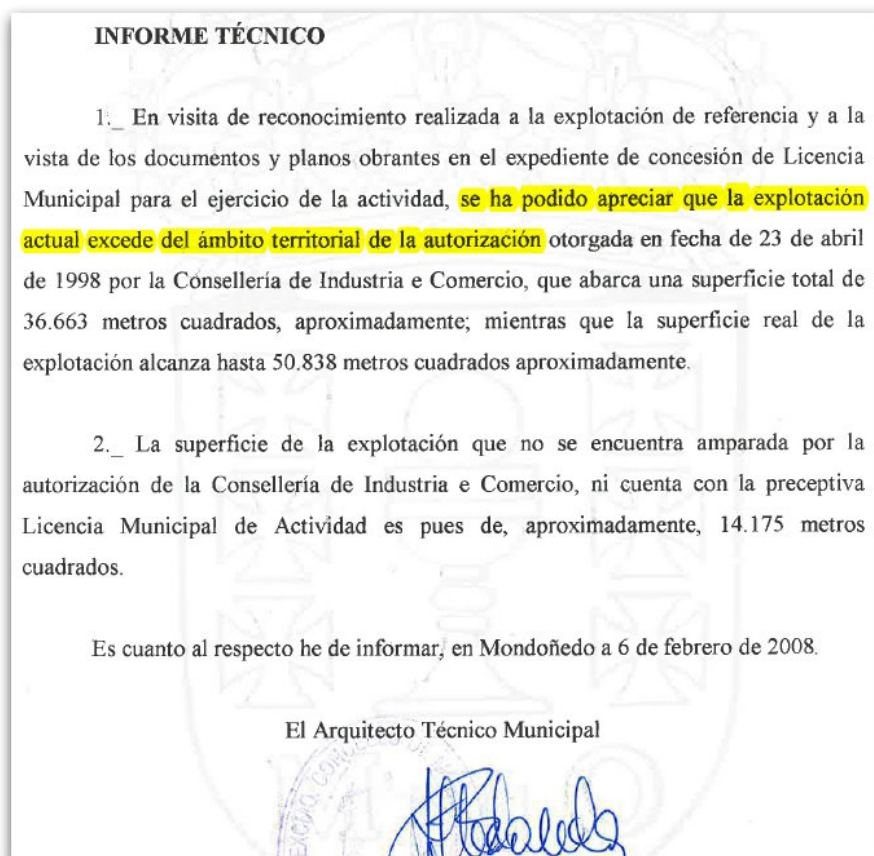 INFORME TÉCNICO
1._ En visita de reconocimiento realizada a la explotación de referencia y a la
vista de los documentos y planos obrantes en el expediente de concesión de Licencia
Municipal para el ejercicio de la actividad, se ha podido apreciar que la explotación
actual excede del ámbito territorial de la autorización otorgada en fecha de 23 de abril
de 1998 por la Consellería de Industria e Comercio, que abarca una superficie total de
36.663 metros cuadrados, aproximadamente; mientras que la superficie real de la
explotación alcanza hasta 50.838 metros cuadrados aproximadamente.
2._ La superficie de la explotación que no se encuentra amparada por la
autorización de la Consellería de Industria e Comercio, ni cuenta con la preceptiva
Licencia Municipal de Actividad es pues de, aproximadamente, 14.175 metros
cuadrados.
Es cuanto al respecto he de informar, en Mondoñedo a 6 de febrero de 2008.
El Arquitecto Técnico Municipal
EXCMO. CONCELLO DE